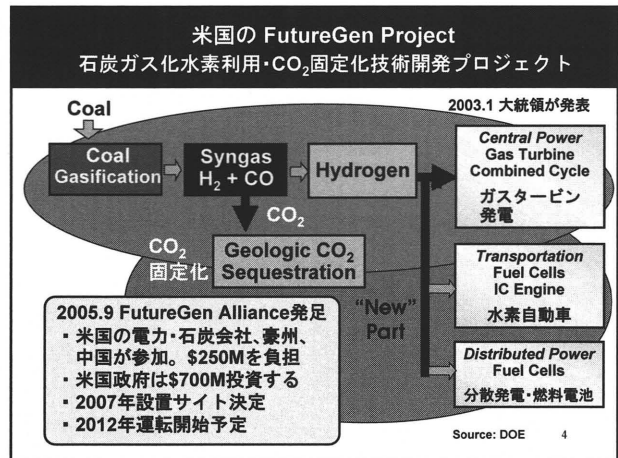 米国の FutureGen Project
石炭ガス化水素利用・CO₂固定化技術開発プロジェクト
2003.1 大統領が発表
Coal
Coal
Gasification
Syngas
H₂ + CO
Hydrogen
CO₂
CO₂
固定化
Geologic CO₂
Sequestration
Central Power
Gas Turbine
Combined Cycle
ガスタービン
発電
Transportation
Fuel Cells
IC Engine
水素自動車
Distributed Power
Fuel Cells
分散発電・燃料電池
"New"
Part
2005.9 FutureGen Alliance発足
・米国の電力・石炭会社、豪州、
中国が参加。$250Mを負担
・米国政府は$700M投資する
・2007年設置サイト決定
・2012年運転開始予定
Source: DOE 4